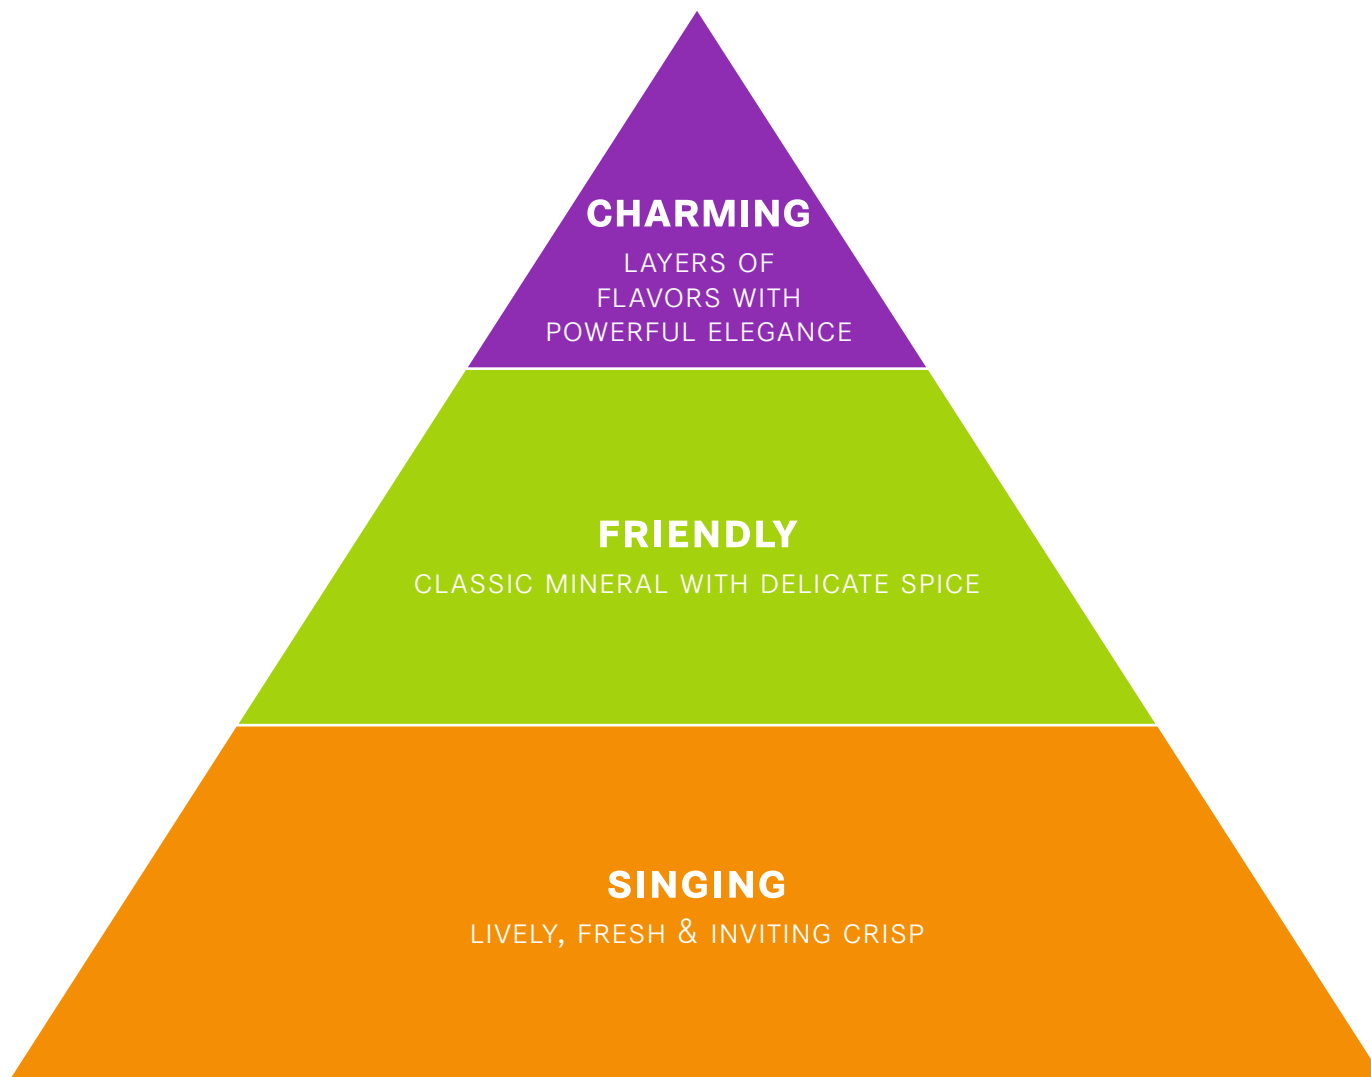 CHARMING
LAYERS OF
FLAVORS WITH
POWERFUL ELEGANCE
FRIENDLY
CLASSIC MINERAL WITH DELICATE SPICE
SINGING
LIVELY, FRESH & INVITING CRISP